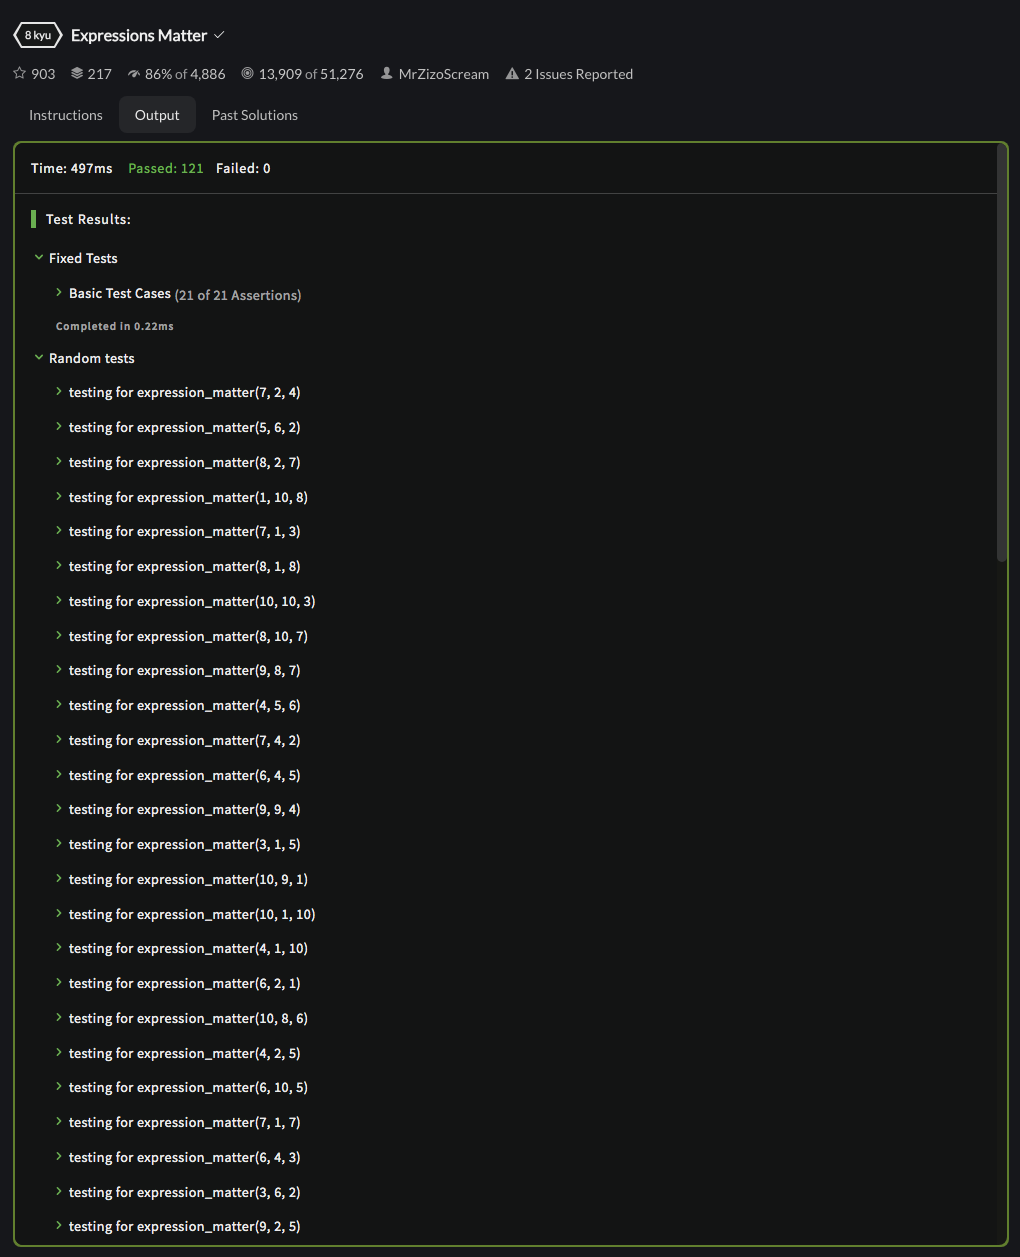 8 kyu Expressions Matter
903 217 86% of 4,886 13,909 of 51,276 MrZizoScream 2 Issues Reported
Instructions Output Past Solutions
Time: 497ms Passed: 121 Failed: 0
Test Results:
Fixed Tests
Basic Test Cases (21 of 21 Assertions)
Completed in 0.22ms
Random tests
testing for expression_matter(7, 2, 4)
testing for expression_matter(5, 6, 2)
testing for expression_matter(8, 2, 7)
testing for expression_matter(1, 10, 8)
testing for expression_matter(7, 1, 3)
testing for expression_matter(8, 1, 8)
testing for expression_matter(10, 10, 3)
testing for expression_matter(8, 10, 7)
testing for expression_matter(9, 8, 7)
testing for expression_matter(4, 5, 6)
testing for expression_matter(7, 4, 2)
testing for expression_matter(6, 4, 5)
testing for expression_matter(9, 9, 4)
testing for expression_matter(3, 1, 5)
testing for expression_matter(10, 9, 1)
testing for expression_matter(10, 1, 10)
testing for expression_matter(4, 1, 10)
testing for expression_matter(6, 2, 1)
testing for expression_matter(10, 8, 6)
testing for expression_matter(4, 2, 5)
testing for expression_matter(6, 10, 5)
testing for expression_matter(7, 1, 7)
testing for expression_matter(6, 4, 3)
testing for expression_matter(3, 6, 2)
testing for expression_matter(9, 2, 5)